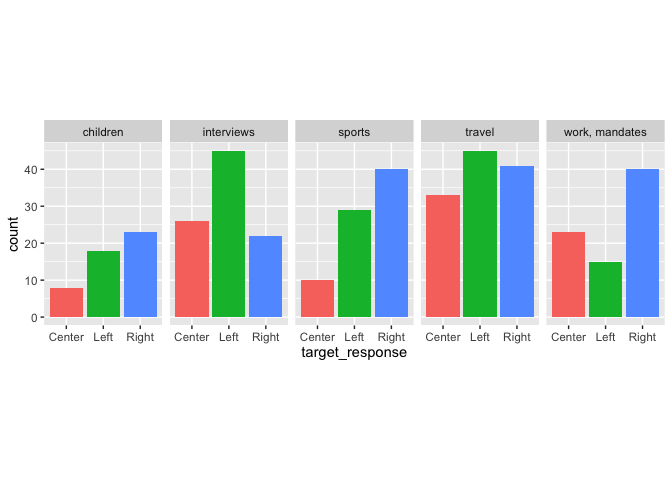 children interviews sports travel work, mandates
count
40
30
20
10
0
Center Left Right Center Left Right Center Left Right Center Left Right Center Left Right
target_response